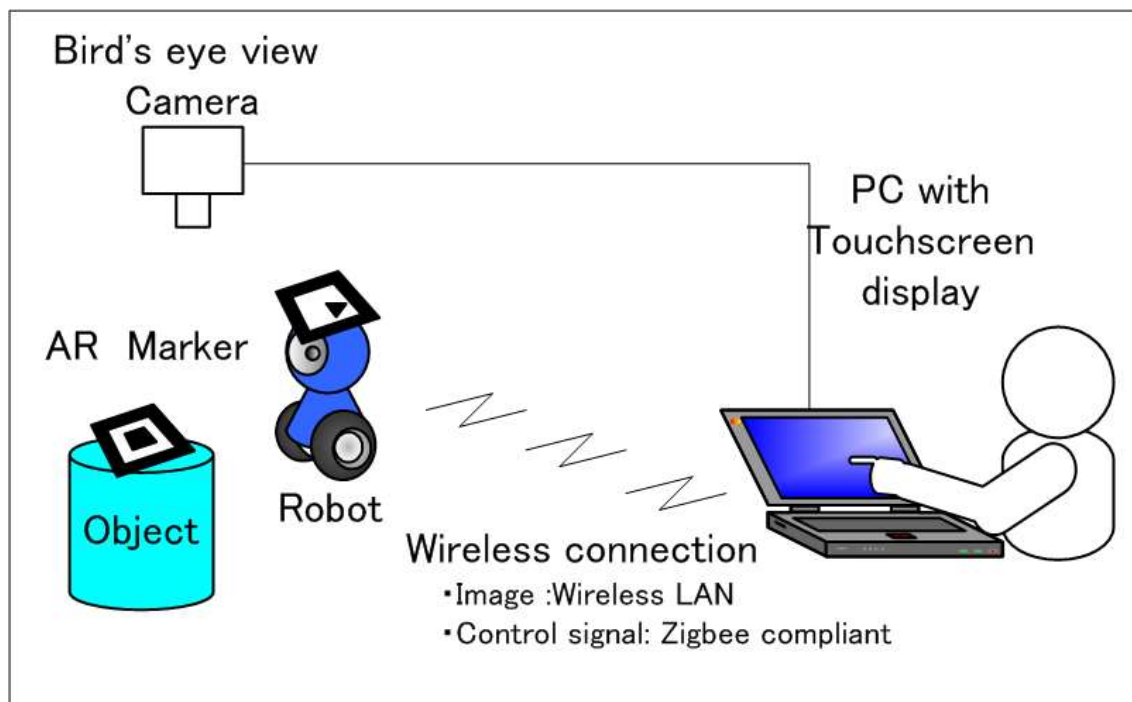 Bird's eye view
Camera
PC with
Touchscreen
display
AR Marker
Object
Robot
Wireless connection
・Image :Wireless LAN
・Control signal: Zigbee compliant